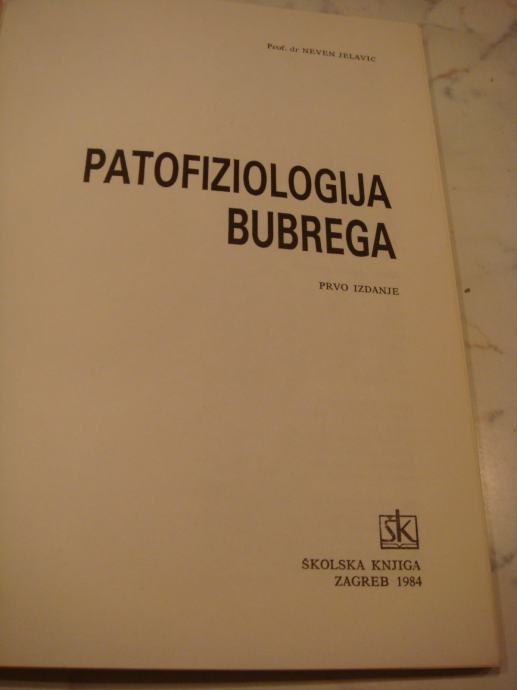 Prof. dr NEVEN JELAVIĆ
PATOFIZIOLOGIJA
BUBREGA
PRVO IZDANJE
ŠK
ŠKOLSKA KNJIGA
ZAGREB 1984